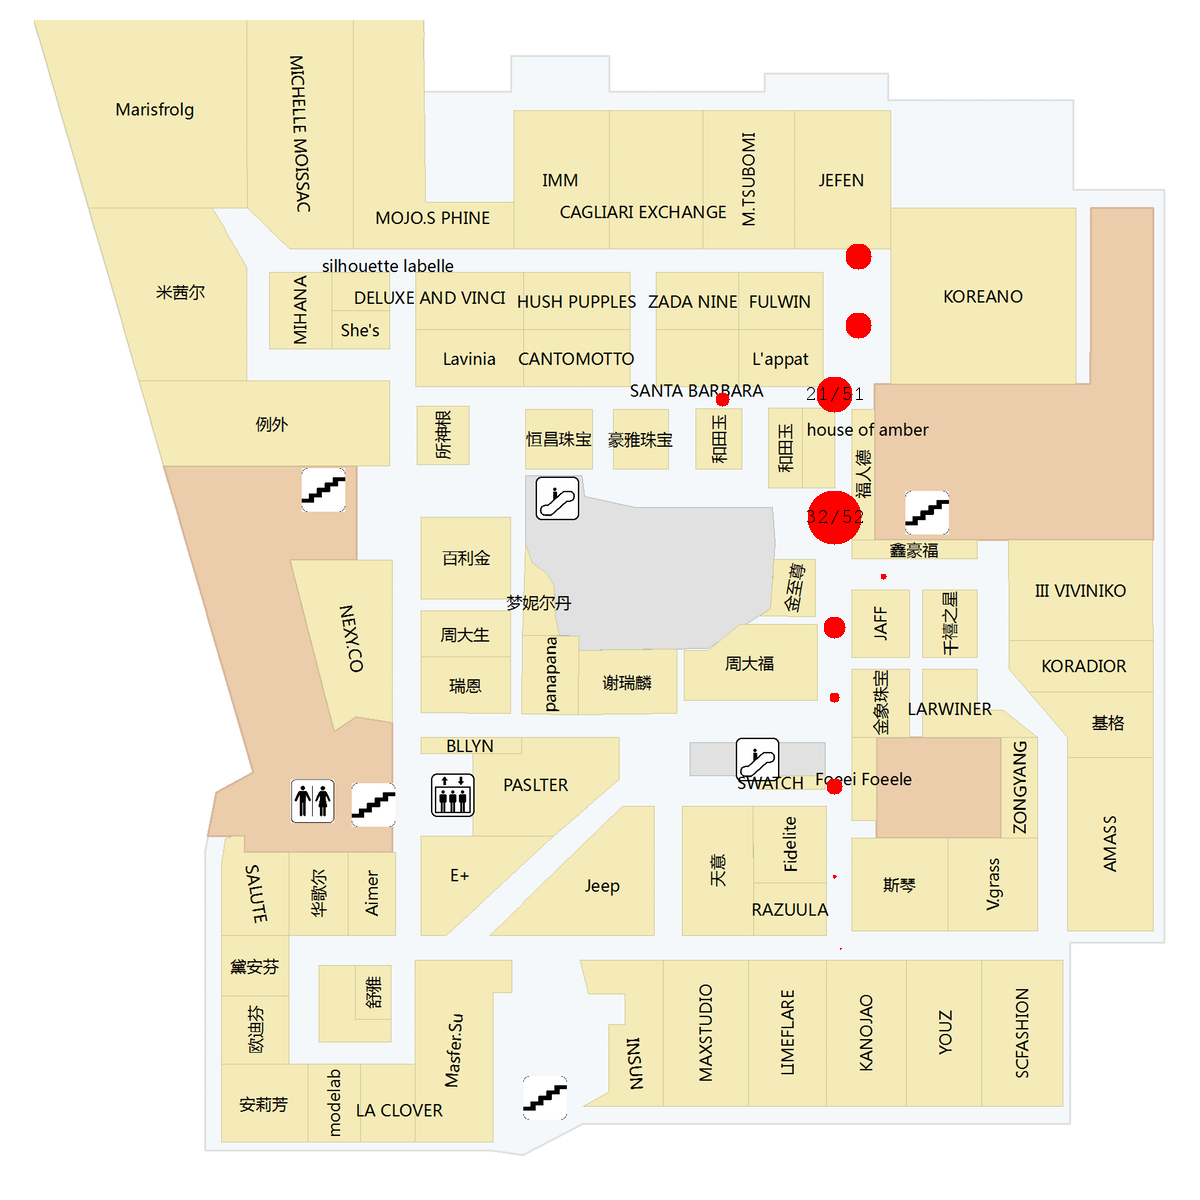 Marisfrolg
MICHELLE MOISSAC
MOJO.S PHINE
IMM
CAGLIARI EXCHANGE
M.TSUBOMI
JEFEN
米茜尔
silhouette labelle
MIHANA
DELUXE AND VINCI
She's
HUSH PUPPLES
ZADA NINE
FULWIN
KOREANO
Lavinia
CANTOMOTTO
L'appat
SANTA BARBARA
21/51
例外
所神根
恒昌珠宝
豪雅珠宝
和田玉
和田玉
house of amber
福人德
32/52
百利金
鑫豪福
金至尊
梦妮尔丹
周大生
JAFF
千禧之星
III VIVINIKO
NEXY.CO
瑞恩
panapana
谢瑞麟
周大福
金象珠宝
KORADIOR
LARWINER
基格
BLLYN
PASLTER
SWATCH
Foeei Foeele
ZONGYANG
E+
Jeep
天意
Fidelite
RAZUULA
斯琴
V.grass
AMASS
SALUTE
华歌尔
Aimer
黛安芬
欧迪芬
舒雅
安莉芳
modelab
LA CLOVER
Masfer.Su
INSUN
MAXSTUDIO
LIMEFLARE
KANOJAO
YOUZ
SCFASHION